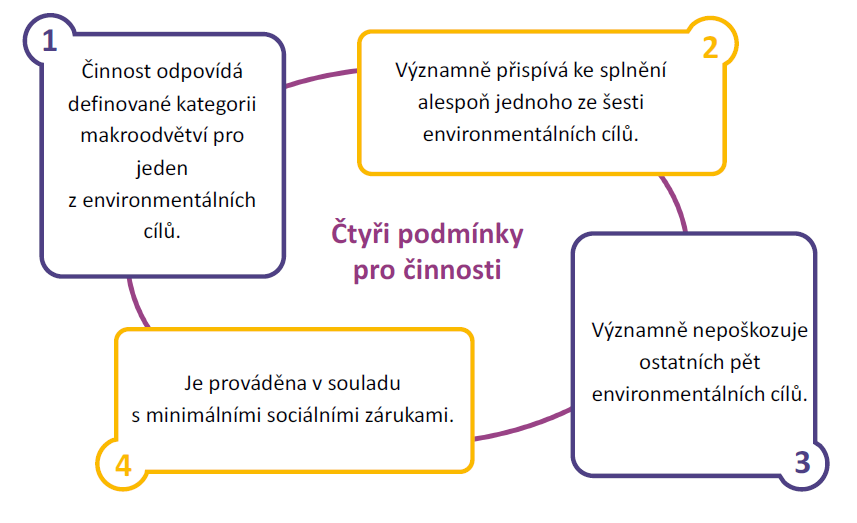 1
Činnost odpovídá
definované kategorii
makroodvětví pro
jeden
z environmentálních
cílů.
2
Významně přispívá ke splnění
alespoň jednoho ze šesti
environmentálních cílů.
Čtyři podmínky
pro činnosti
Významně nepoškozuje
ostatních pět
environmentálních cílů.
3
Je prováděna v souladu
s minimálními sociálními zárukami.
4